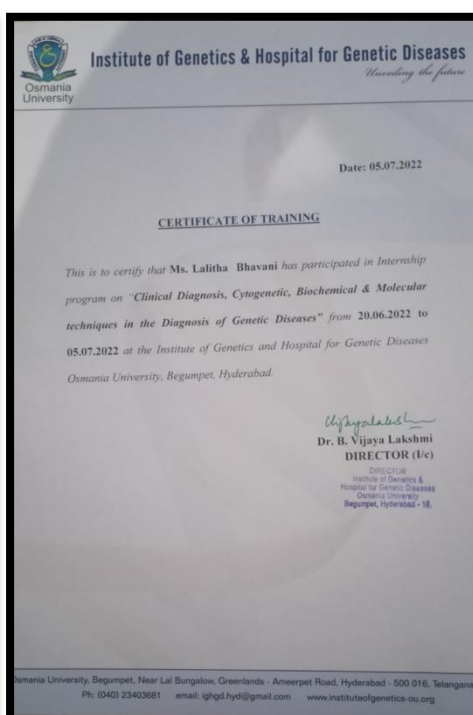 Osmania
University
Institute of Genetics & Hospital for Genetic Diseases
Unveiling the future
Date: 05.07.2022
CERTIFICATE OF TRAINING
This is to certify that Ms. Lalitha Bhavani has participated in Internship
program on "Clinical Diagnosis, Cytogenetic, Biochemical & Molecular
techniques in the Diagnosis of Genetic Diseases" from 20.06.2022 to
05.07.2022 at the Institute of Genetics and Hospital for Genetic Diseases
Osmania University, Begumpet, Hyderabad.
Vijayalakshmi
Dr. B. Vijaya Lakshmi
DIRECTOR (I/c)
DIRECTOR
Institute of Genetics &
Hospital for Genetic Diseases
Osmania University
Begumpet, Hyderabad - 16.
smania University, Begumpet, Near Lal Bungalow, Greenlands - Ameerpet Road, Hyderabad - 500 016, Telangana
Ph: (040) 23403681 email: ighgd.hyd@gmail.com www.instituteofgenetics-ou.org